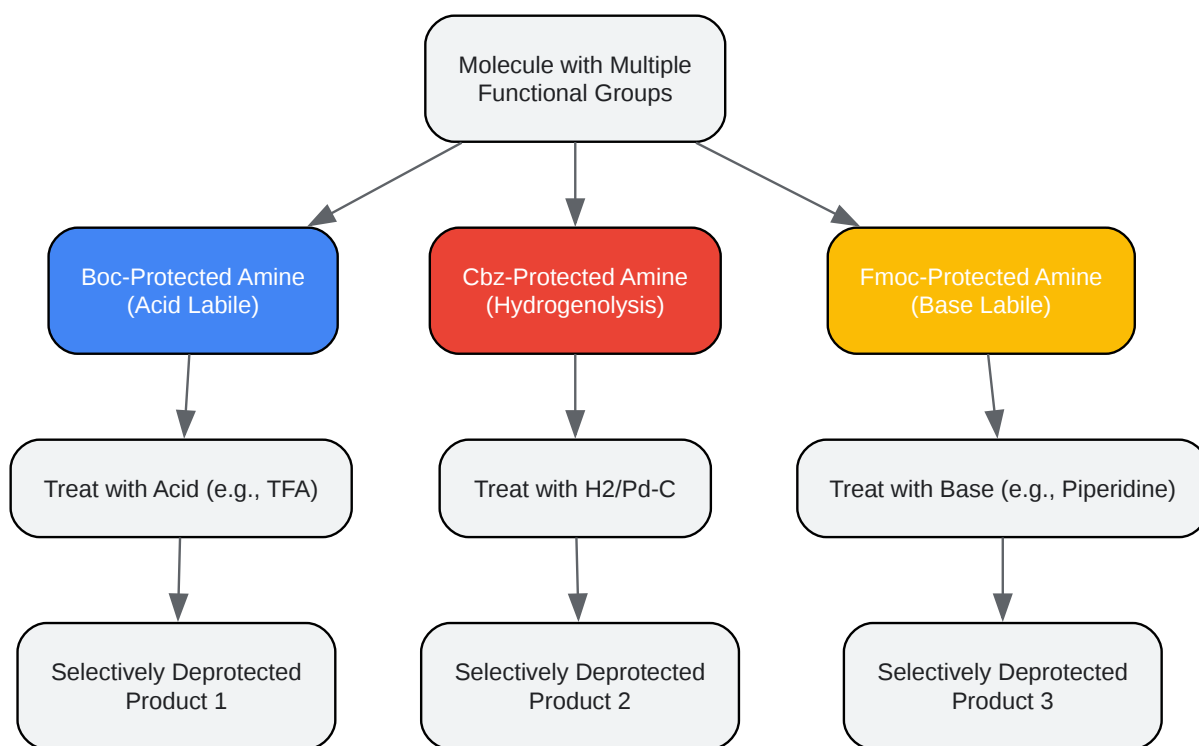 Molecule with Multiple
Functional Groups
Boc-Protected Amine
(Acid Labile)
Cbz-Protected Amine
(Hydrogenolysis)
Fmoc-Protected Amine
(Base Labile)
Treat with Acid (e.g., TFA)
Treat with H2/Pd-C
Treat with Base (e.g., Piperidine)
Selectively Deprotected
Product 1
Selectively Deprotected
Product 2
Selectively Deprotected
Product 3